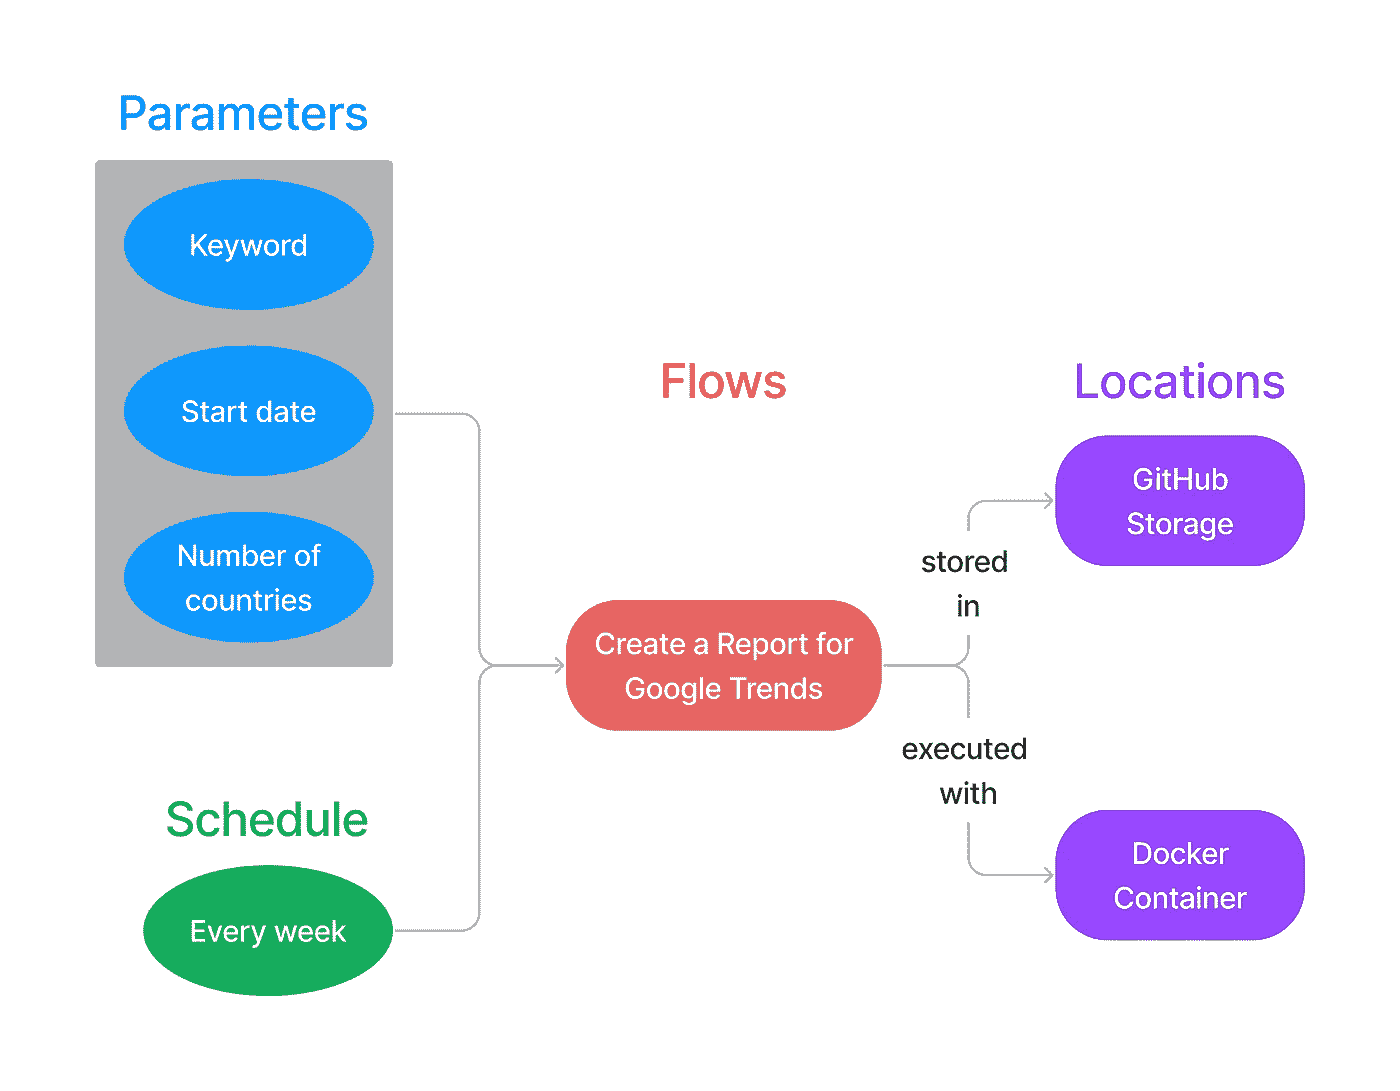 Parameters
Keyword
Start date
Number of
countries
Schedule
Every week
Flows
Create a Report for
Google Trends
stored
in
executed
with
Locations
GitHub
Storage
Docker
Container